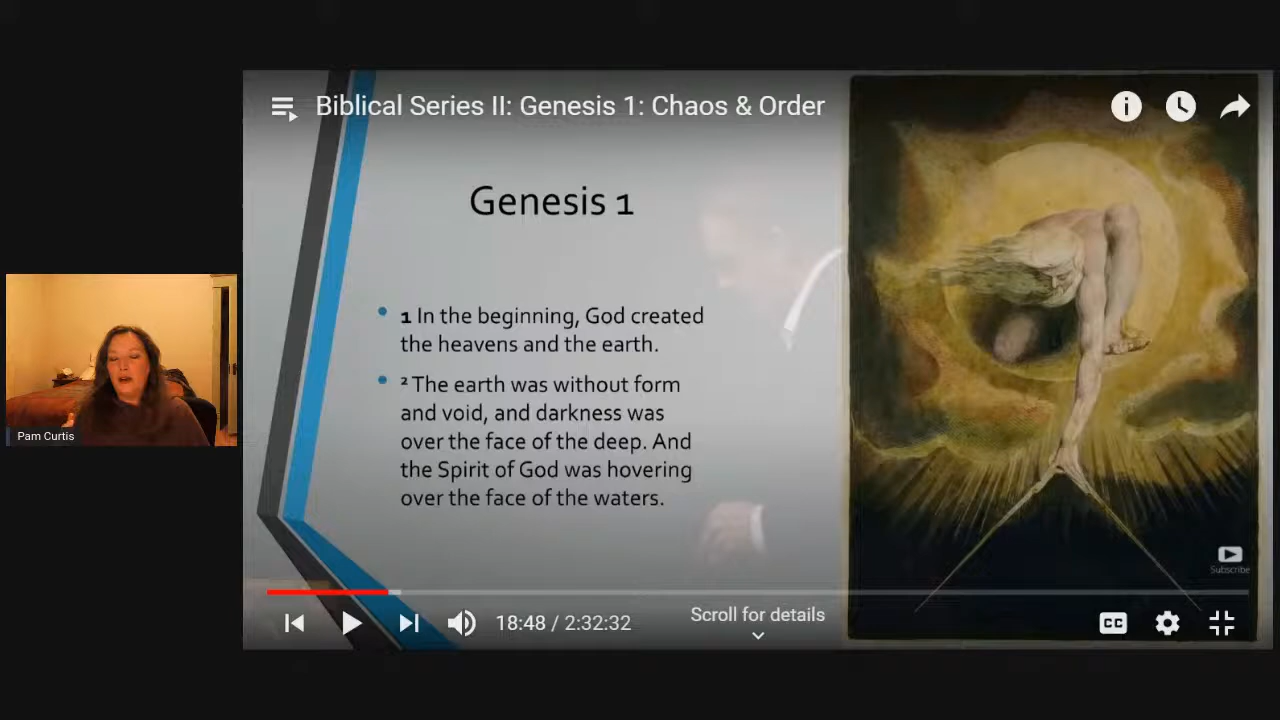 Biblical Series II: Genesis 1: Chaos & Order
Genesis 1
1 In the beginning, God created
the heavens and the earth.
2 The earth was without form
and void, and darkness was
over the face of the deep. And
the Spirit of God was hovering
over the face of the waters.
Pam Curtis
Subscribe
18:48 / 2:32:32
Scroll for details
CC